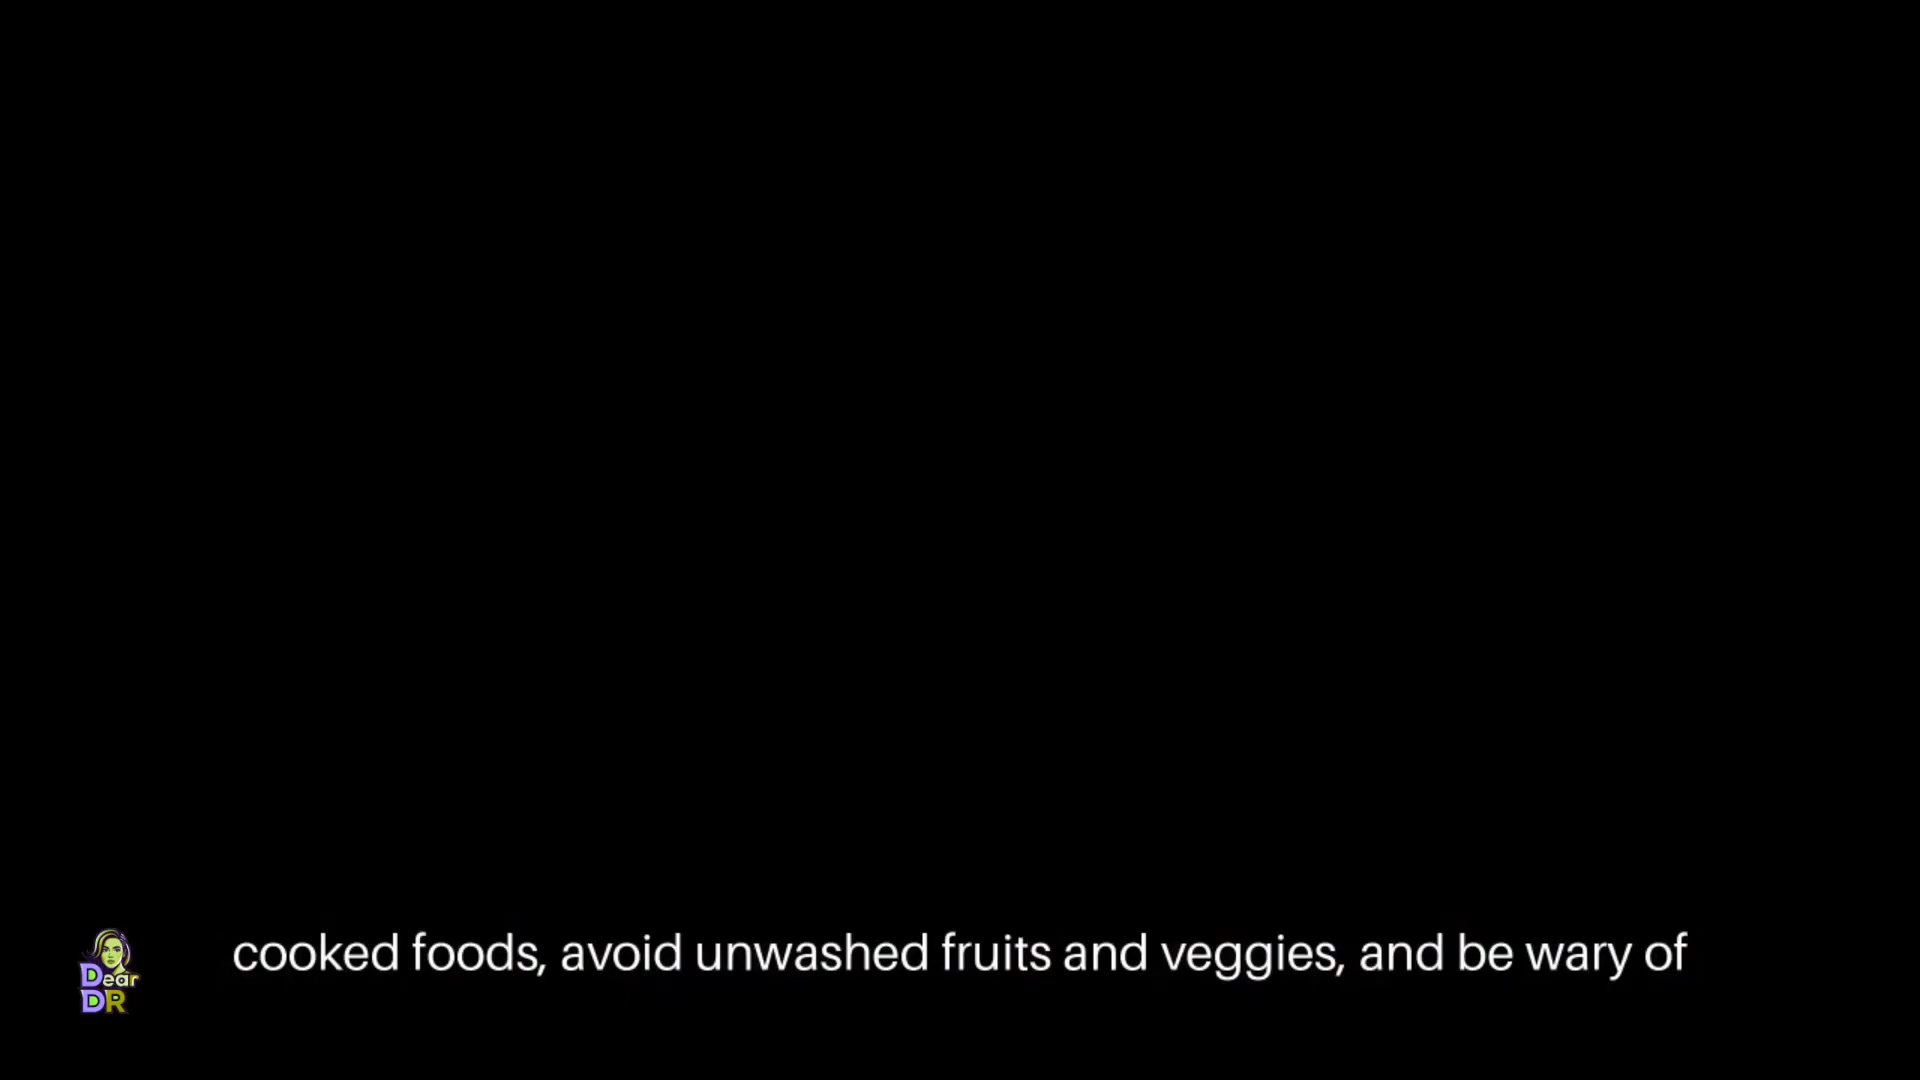 cooked foods, avoid unwashed fruits and veggies, and be wary of
Dear
DR